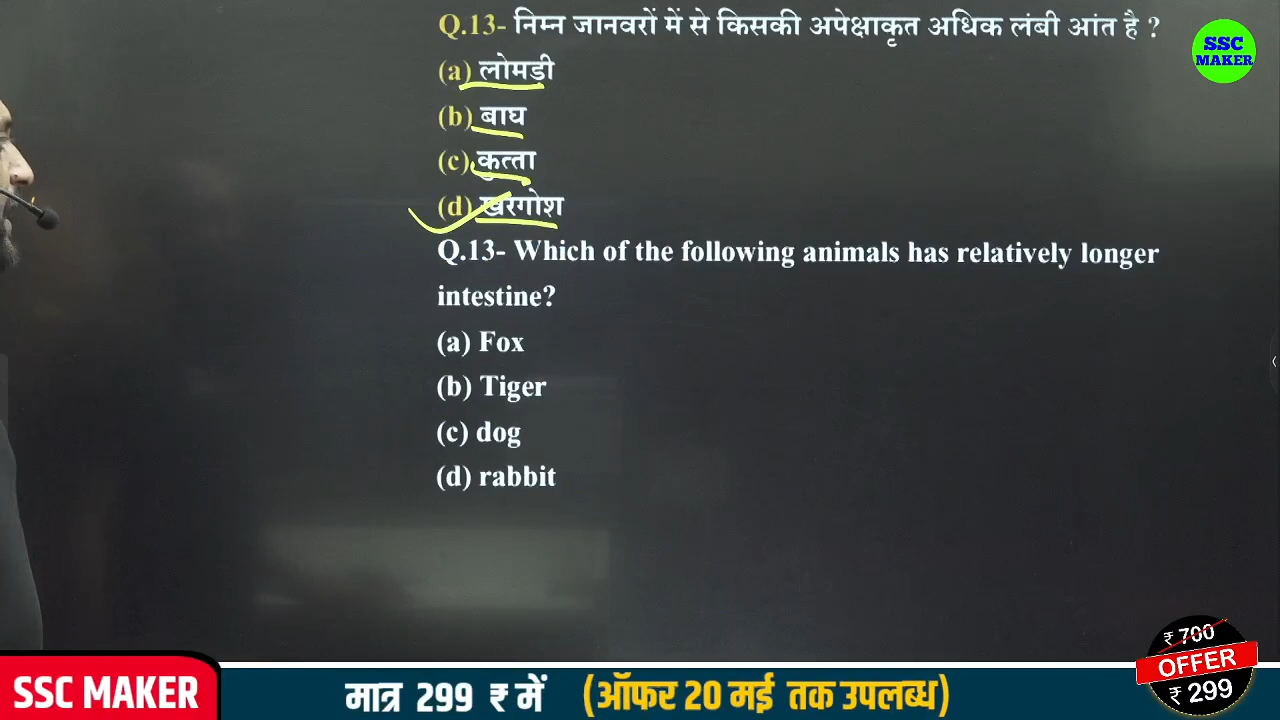 Q.13- निम्न जानवरों में से किसकी अपेक्षाकृत अधिक लंबी आंत है ?
SSC
MAKER
(a) लोमडी
(b) बाघ
(c) कुत्ता
(d) खरगोश
Q.13- Which of the following animals has relatively longer
intestine?
(a) Fox
(b) Tiger
(c) dog
(d) rabbit
₹ 700
OFFER
₹ 299
SSC MAKER
मात्र 299 ₹ में (ऑफर 20 मई तक उपलब्ध)